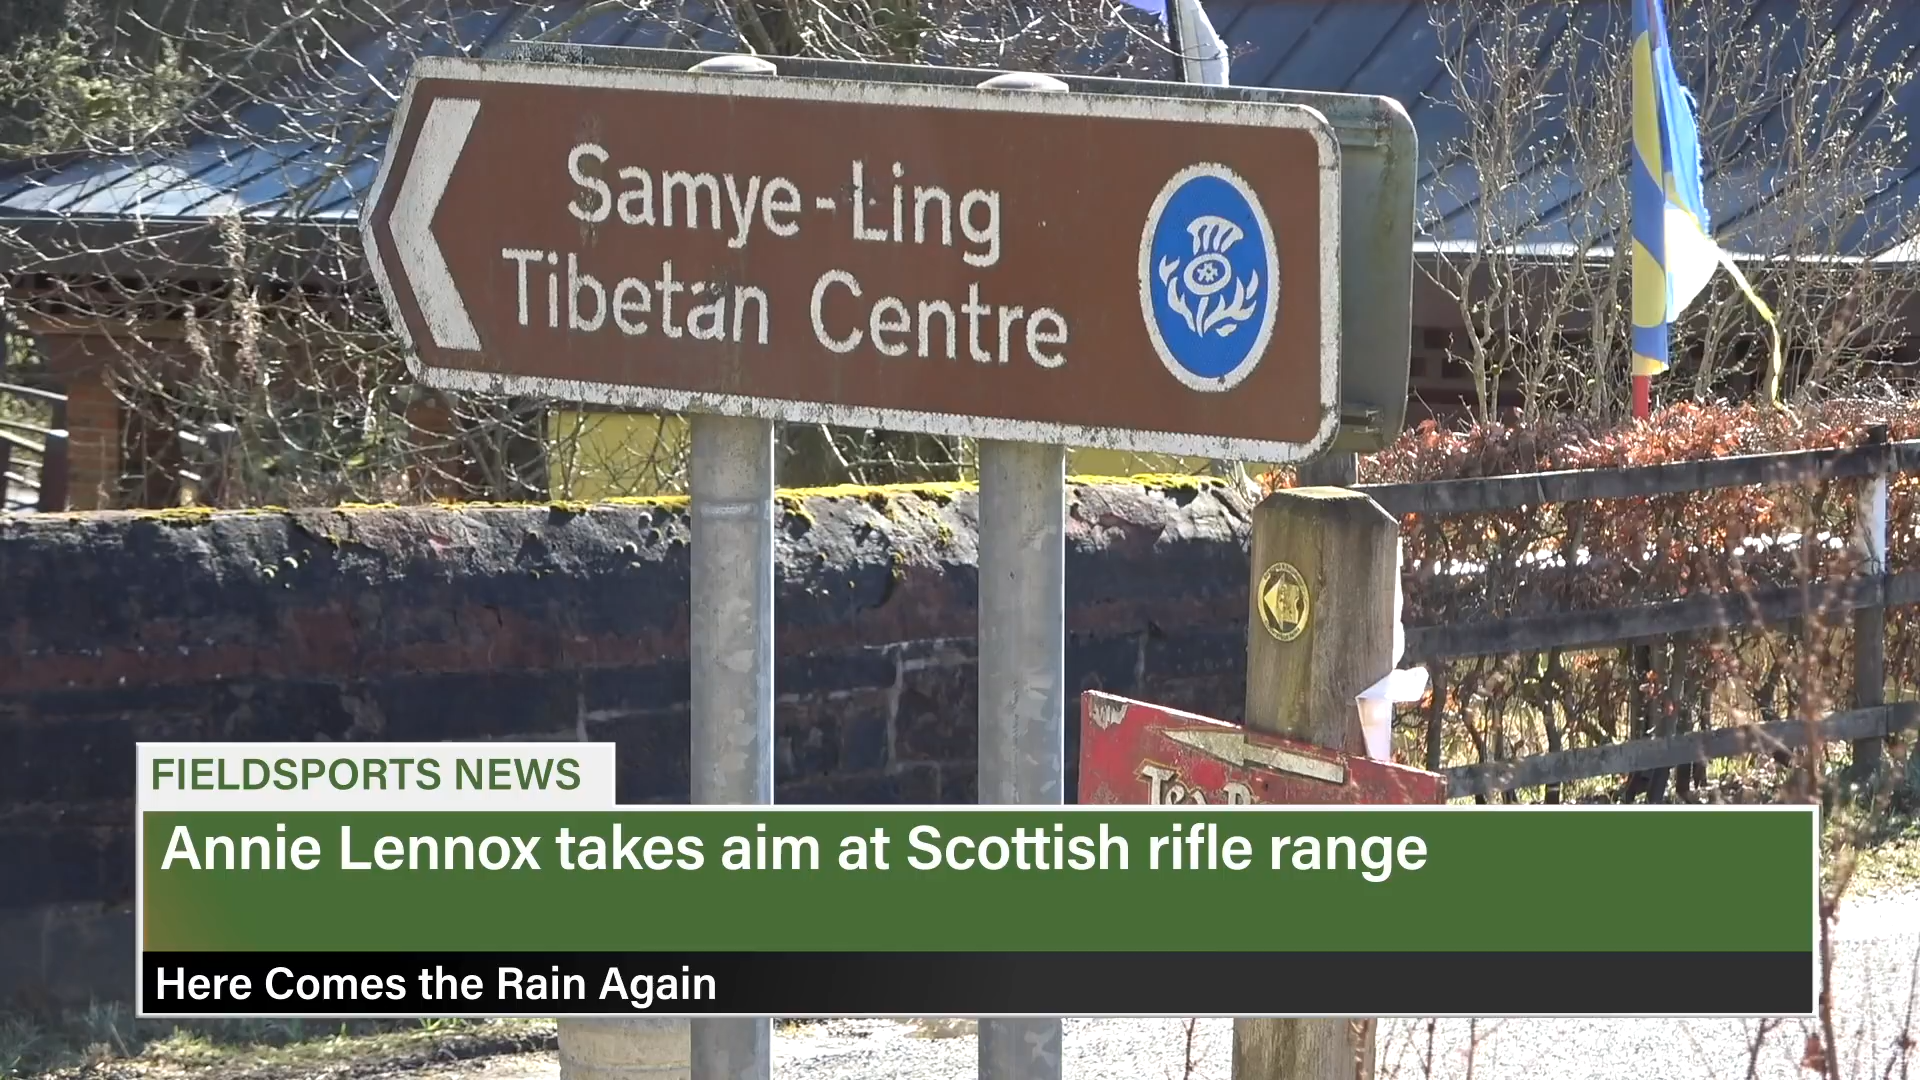 Samye-Ling
Tibetan Centre
FIELDSPORTS NEWS
Annie Lennox takes aim at Scottish rifle range
Here Comes the Rain Again